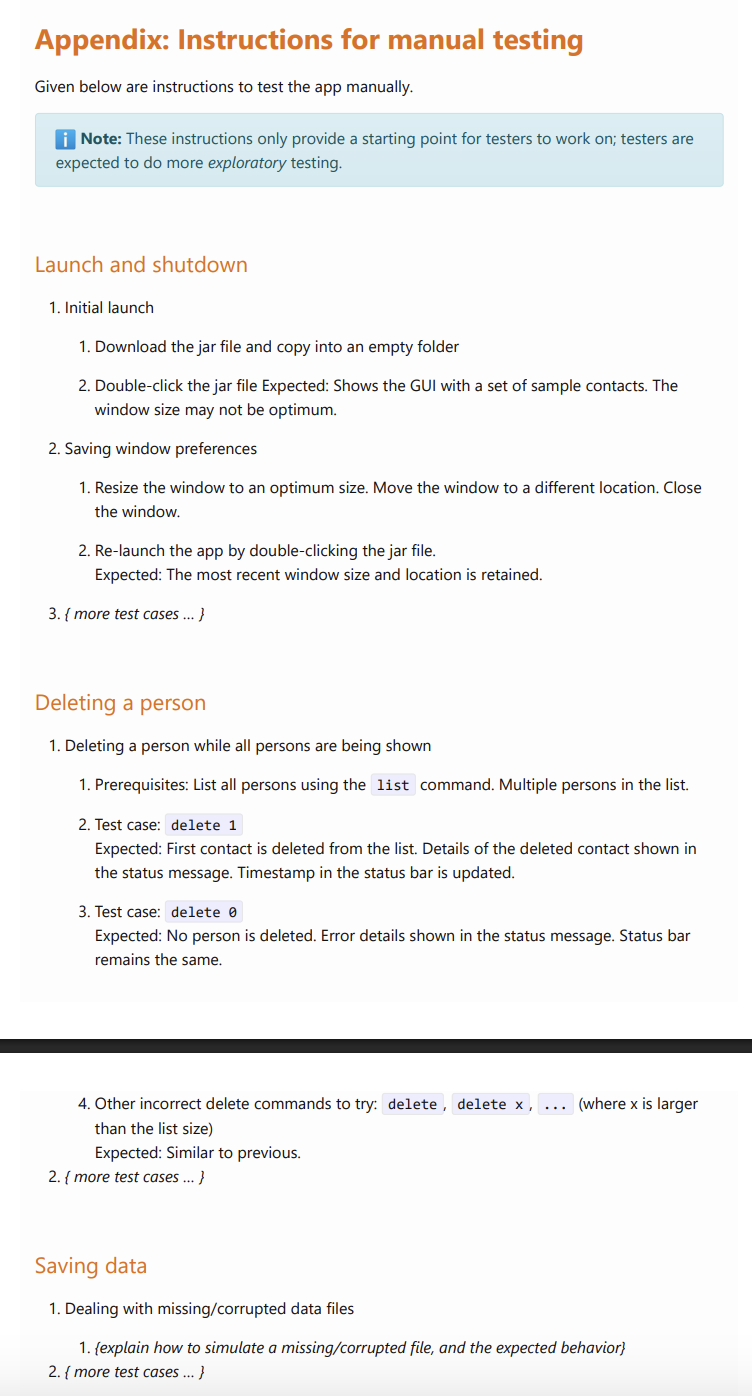 Appendix: Instructions for manual testing
Given below are instructions to test the app manually.
ℹ️ Note: These instructions only provide a starting point for testers to work on; testers are
expected to do more exploratory testing.
Launch and shutdown
1. Initial launch
1. Download the jar file and copy into an empty folder
2. Double-click the jar file Expected: Shows the GUI with a set of sample contacts. The
window size may not be optimum.
2. Saving window preferences
1. Resize the window to an optimum size. Move the window to a different location. Close
the window.
2. Re-launch the app by double-clicking the jar file.
Expected: The most recent window size and location is retained.
3. { more test cases … }
Deleting a person
1. Deleting a person while all persons are being shown
1. Prerequisites: List all persons using the list command. Multiple persons in the list.
2. Test case: delete 1
Expected: First contact is deleted from the list. Details of the deleted contact shown in
the status message. Timestamp in the status bar is updated.
3. Test case: delete 0
Expected: No person is deleted. Error details shown in the status message. Status bar
remains the same.
4. Other incorrect delete commands to try: delete, delete x, ... (where x is larger
than the list size)
Expected: Similar to previous.
2. { more test cases … }
Saving data
1. Dealing with missing/corrupted data files
1. {explain how to simulate a missing/corrupted file, and the expected behavior}
2. { more test cases … }